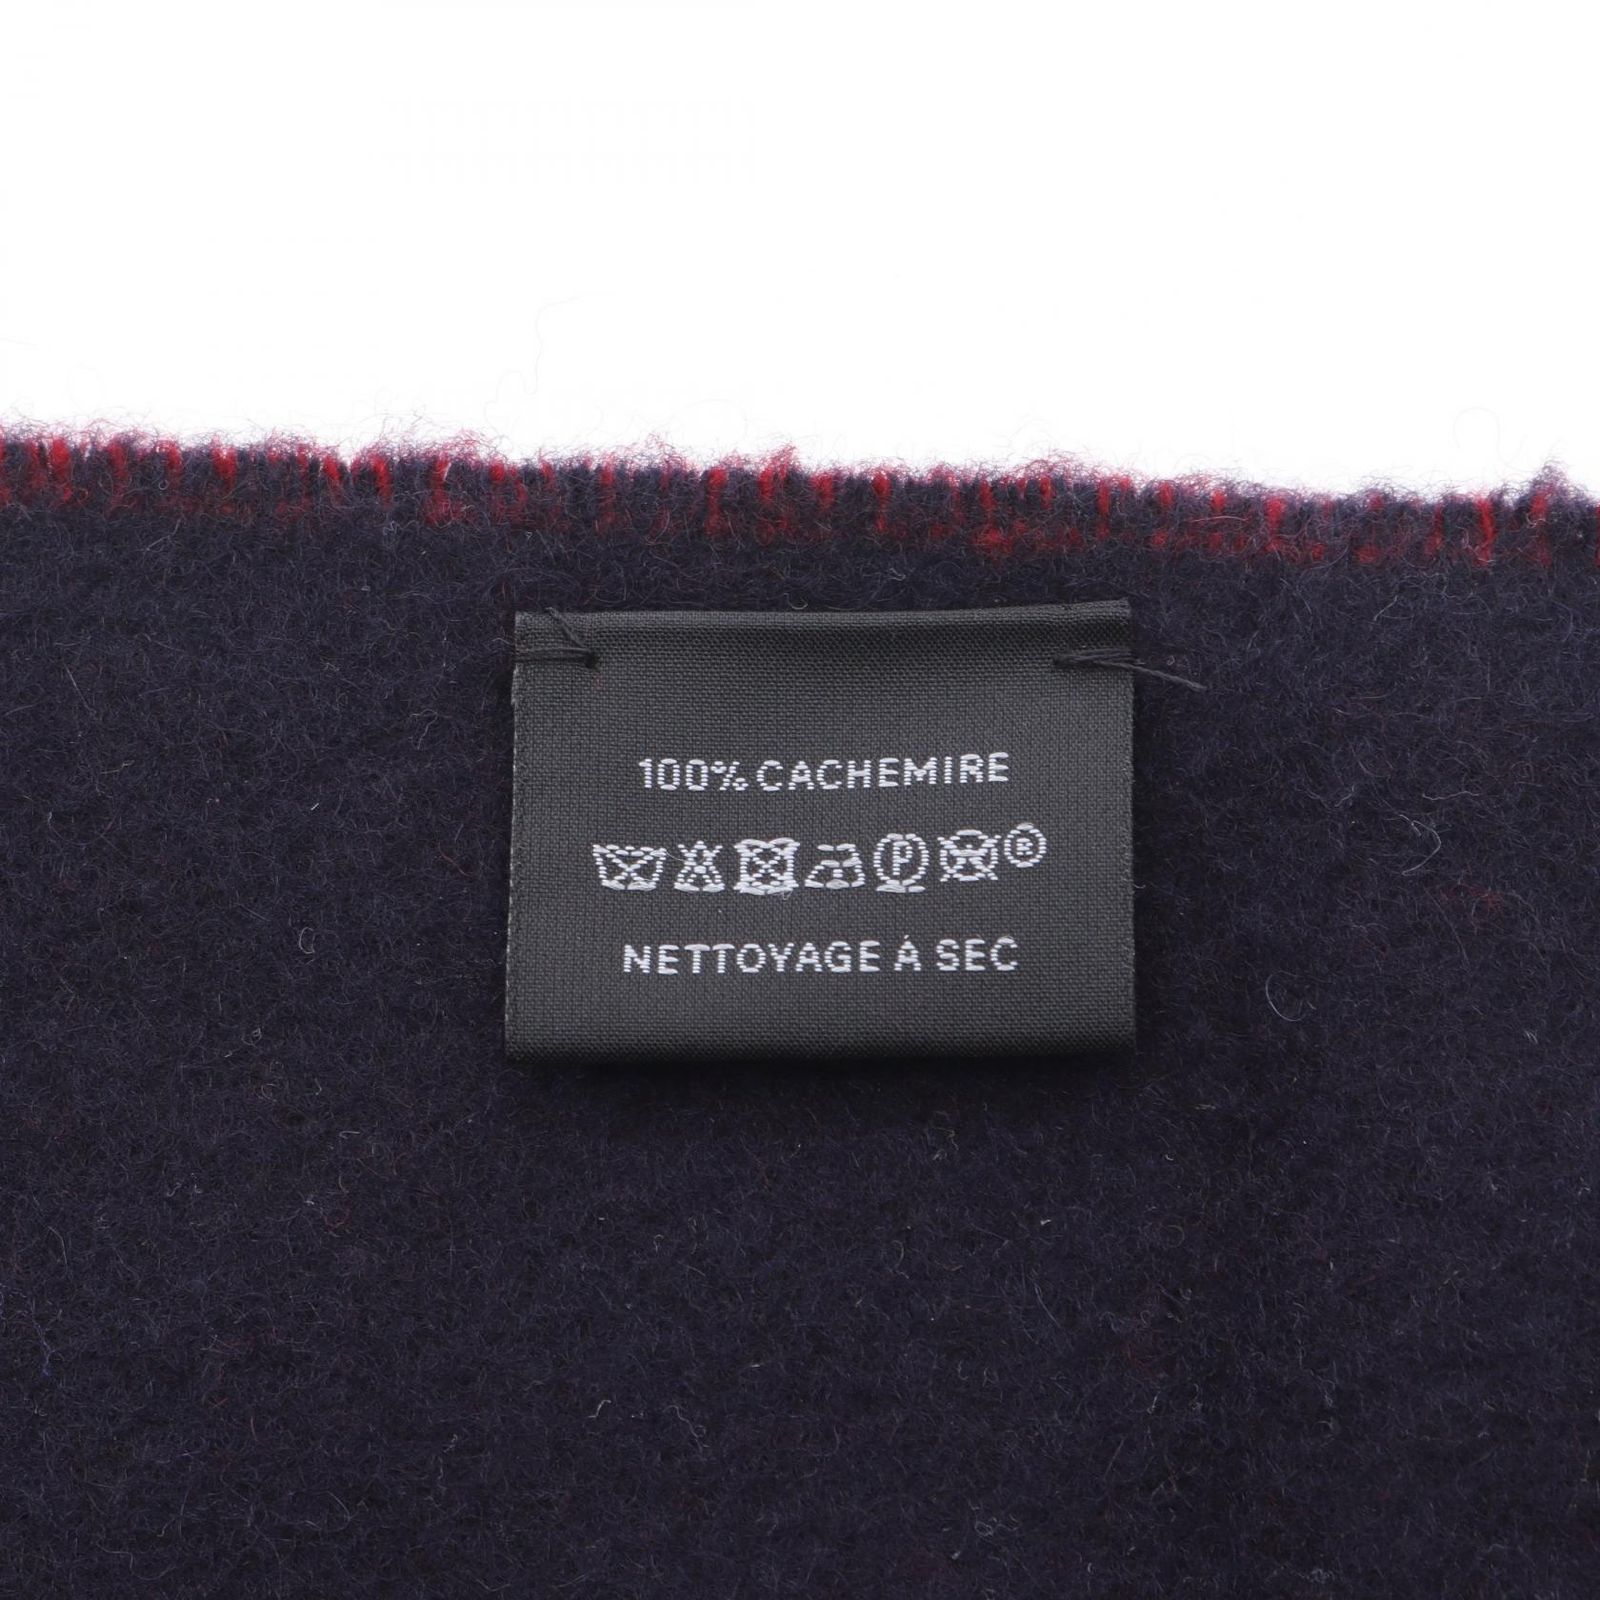 100% CACHEMIRE
P ®
NETTOYAGE À SEC